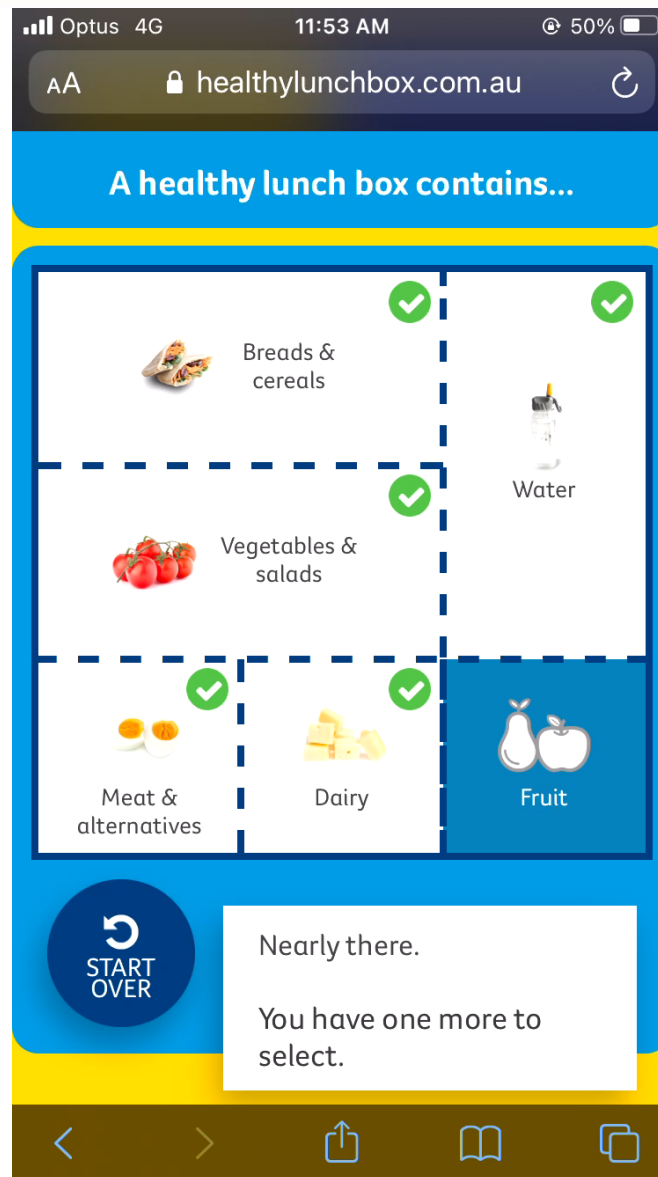 Optus 4G 11:53 AM 50%
AA healthylunchbox.com.au
A healthy lunch box contains...
Breads &
cereals
Water
Vegetables &
salads
Meat &
alternatives
Dairy
Fruit
START
OVER
Nearly there.
You have one more to
select.